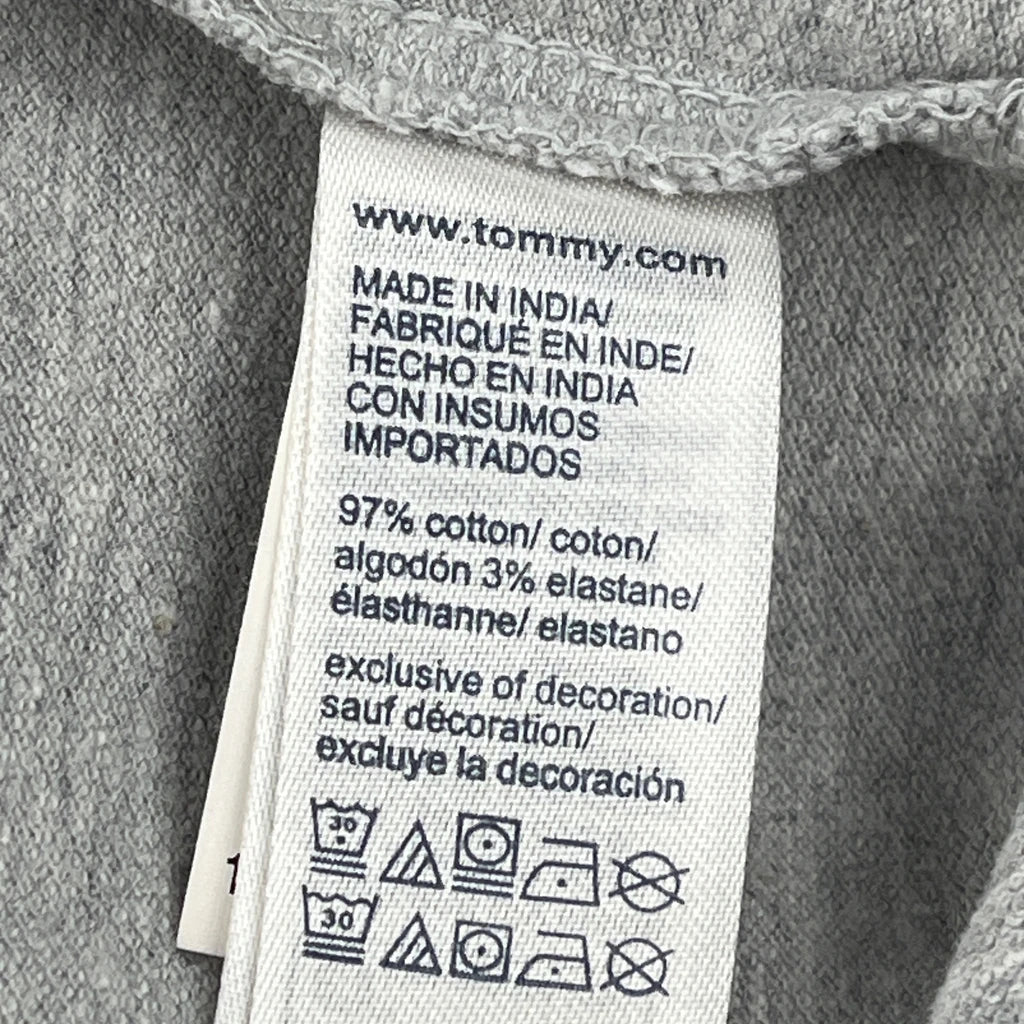 www.tommy.com
MADE IN INDIA/
FABRIQUÉ EN INDE/
HECHO EN INDIA
CON INSUMOS
IMPORTADOS
97% cotton/ coton/
algodón 3% elastane/
élasthanne/ elastano
exclusive of decoration/
sauf décoration/
excluye la decoración
30
30
1